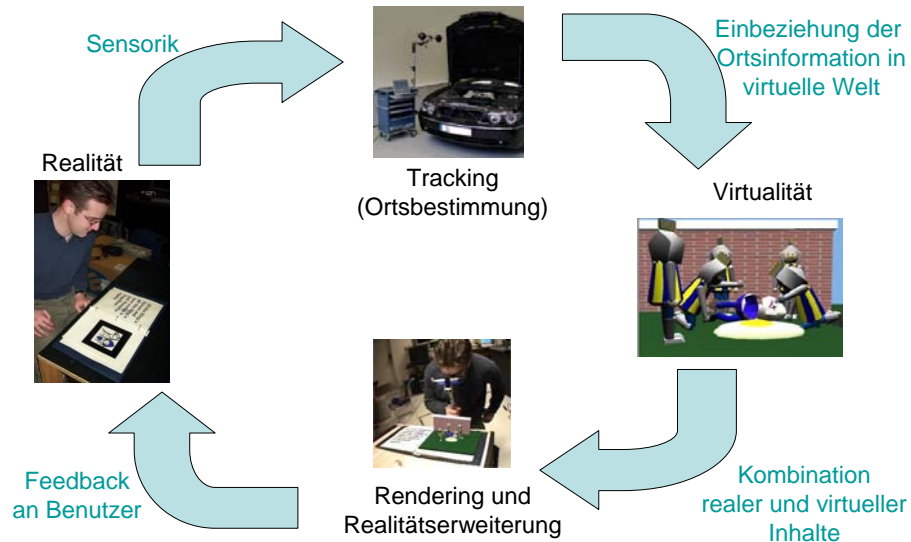 Sensorik
Einbeziehung der
Ortsinformation in
virtuelle Welt
Realität
Tracking
(Ortsbestimmung)
Virtualität
Feedback
an Benutzer
Rendering und
Realitätserweiterung
Kombination
realer und virtueller
Inhalte